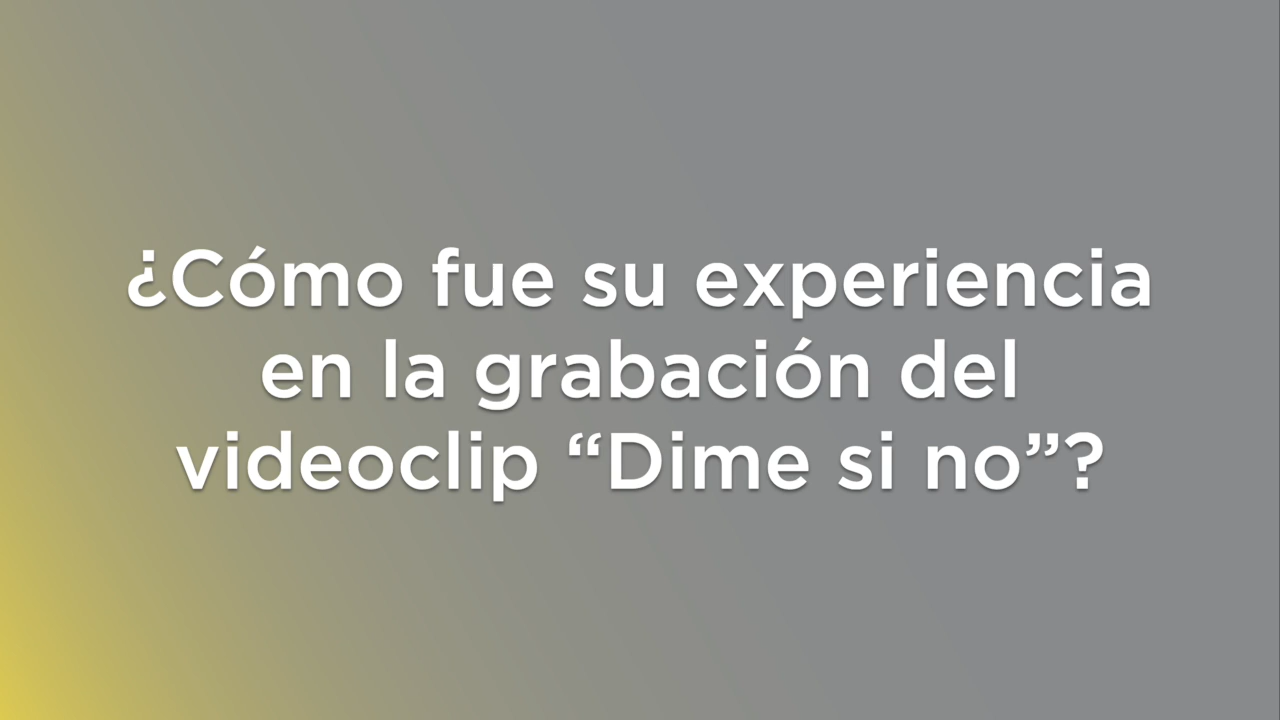 ¿Cómo fue su experiencia
en la grabación del
videoclip “Dime si no”?